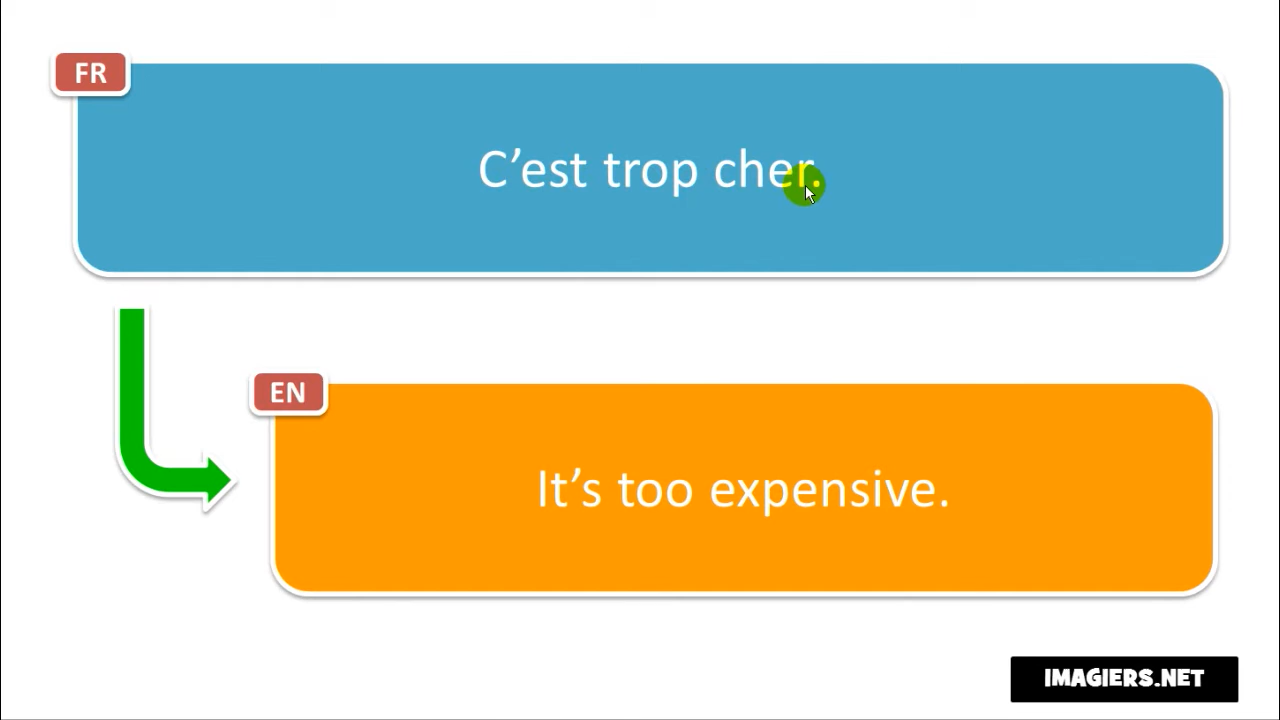 FR
C’est trop cher.
EN
It’s too expensive.
IMAGIERS.NET